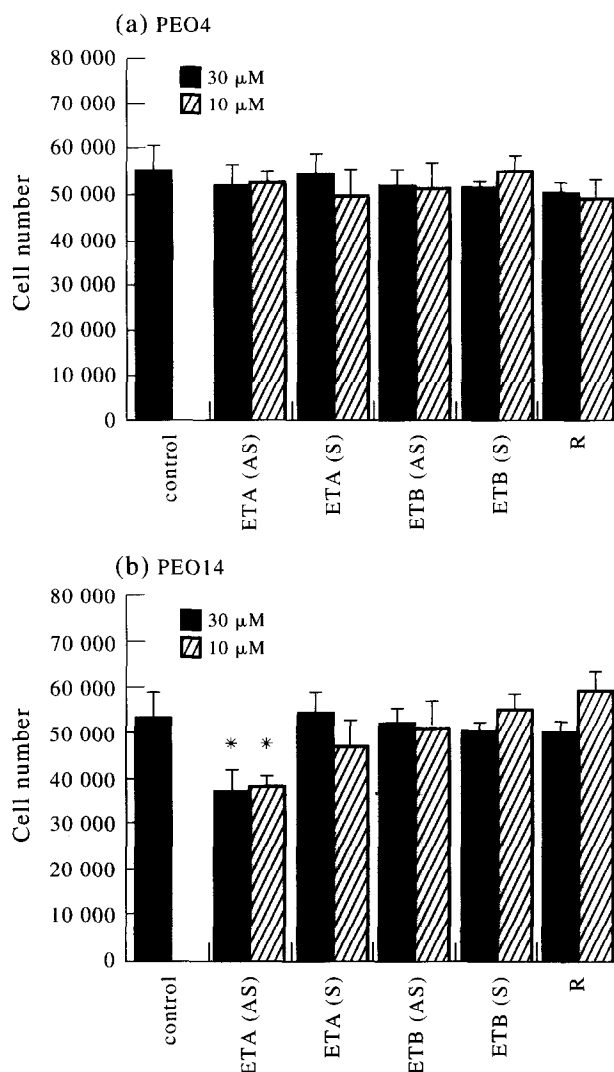 (a) PEO4
80 000
70 000
60 000
50 000
40 000
30 000
20 000
10 000
0
Cell number
30 μM
10 μM
control
ETA (AS)
ETA (S)
ETB (AS)
ETB (S)
R
(b) PEO14
80 000
70 000
60 000
50 000
40 000
30 000
20 000
10 000
0
Cell number
30 μM
10 μM
* *
control
ETA (AS)
ETA (S)
ETB (AS)
ETB (S)
R